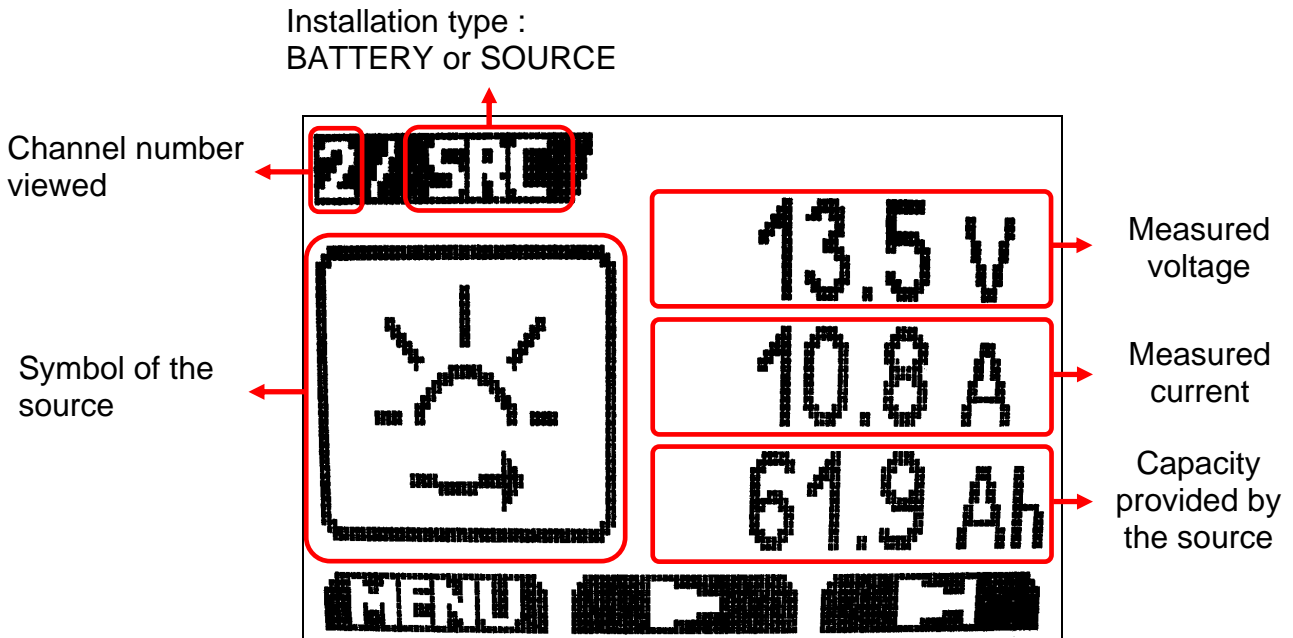 Installation type :
BATTERY or SOURCE
Channel number
viewed
2/SRC
13.5 V
Measured
voltage
Symbol of the
source
10.8 A
Measured
current
61.9 Ah
Capacity
provided by
the source
MENU